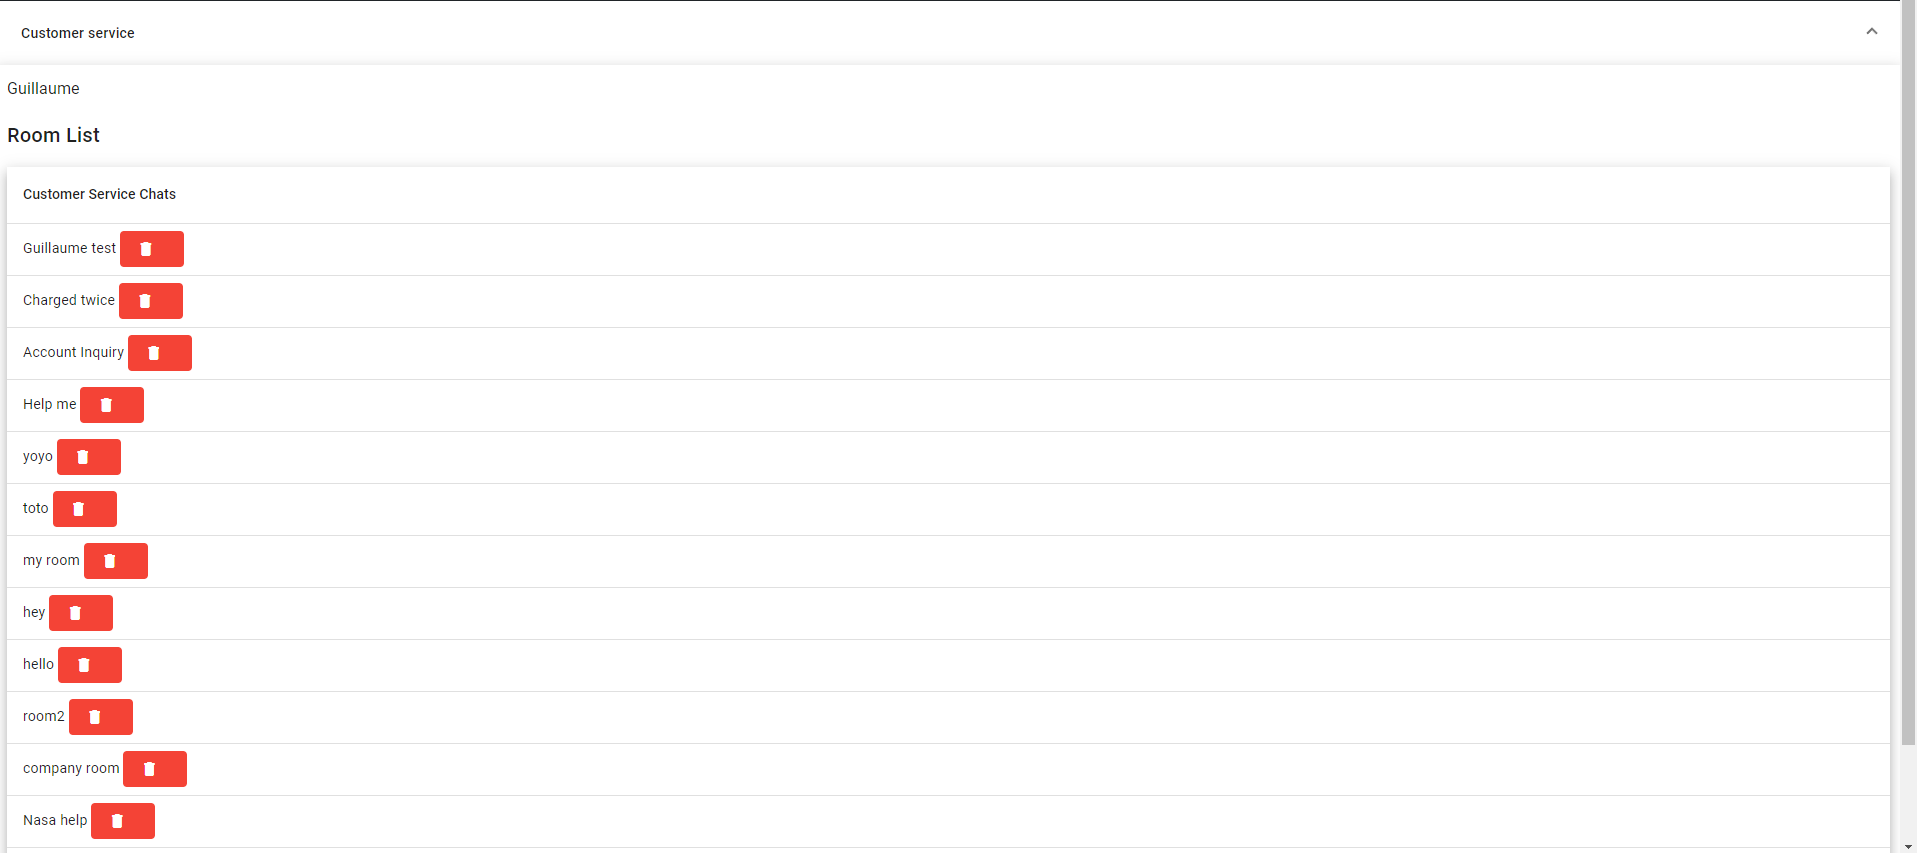 Customer service
Guillaume
Room List
Customer Service Chats
Guillaume test
Charged twice
Account Inquiry
Help me
yoyo
toto
my room
hey
hello
room2
company room
Nasa help